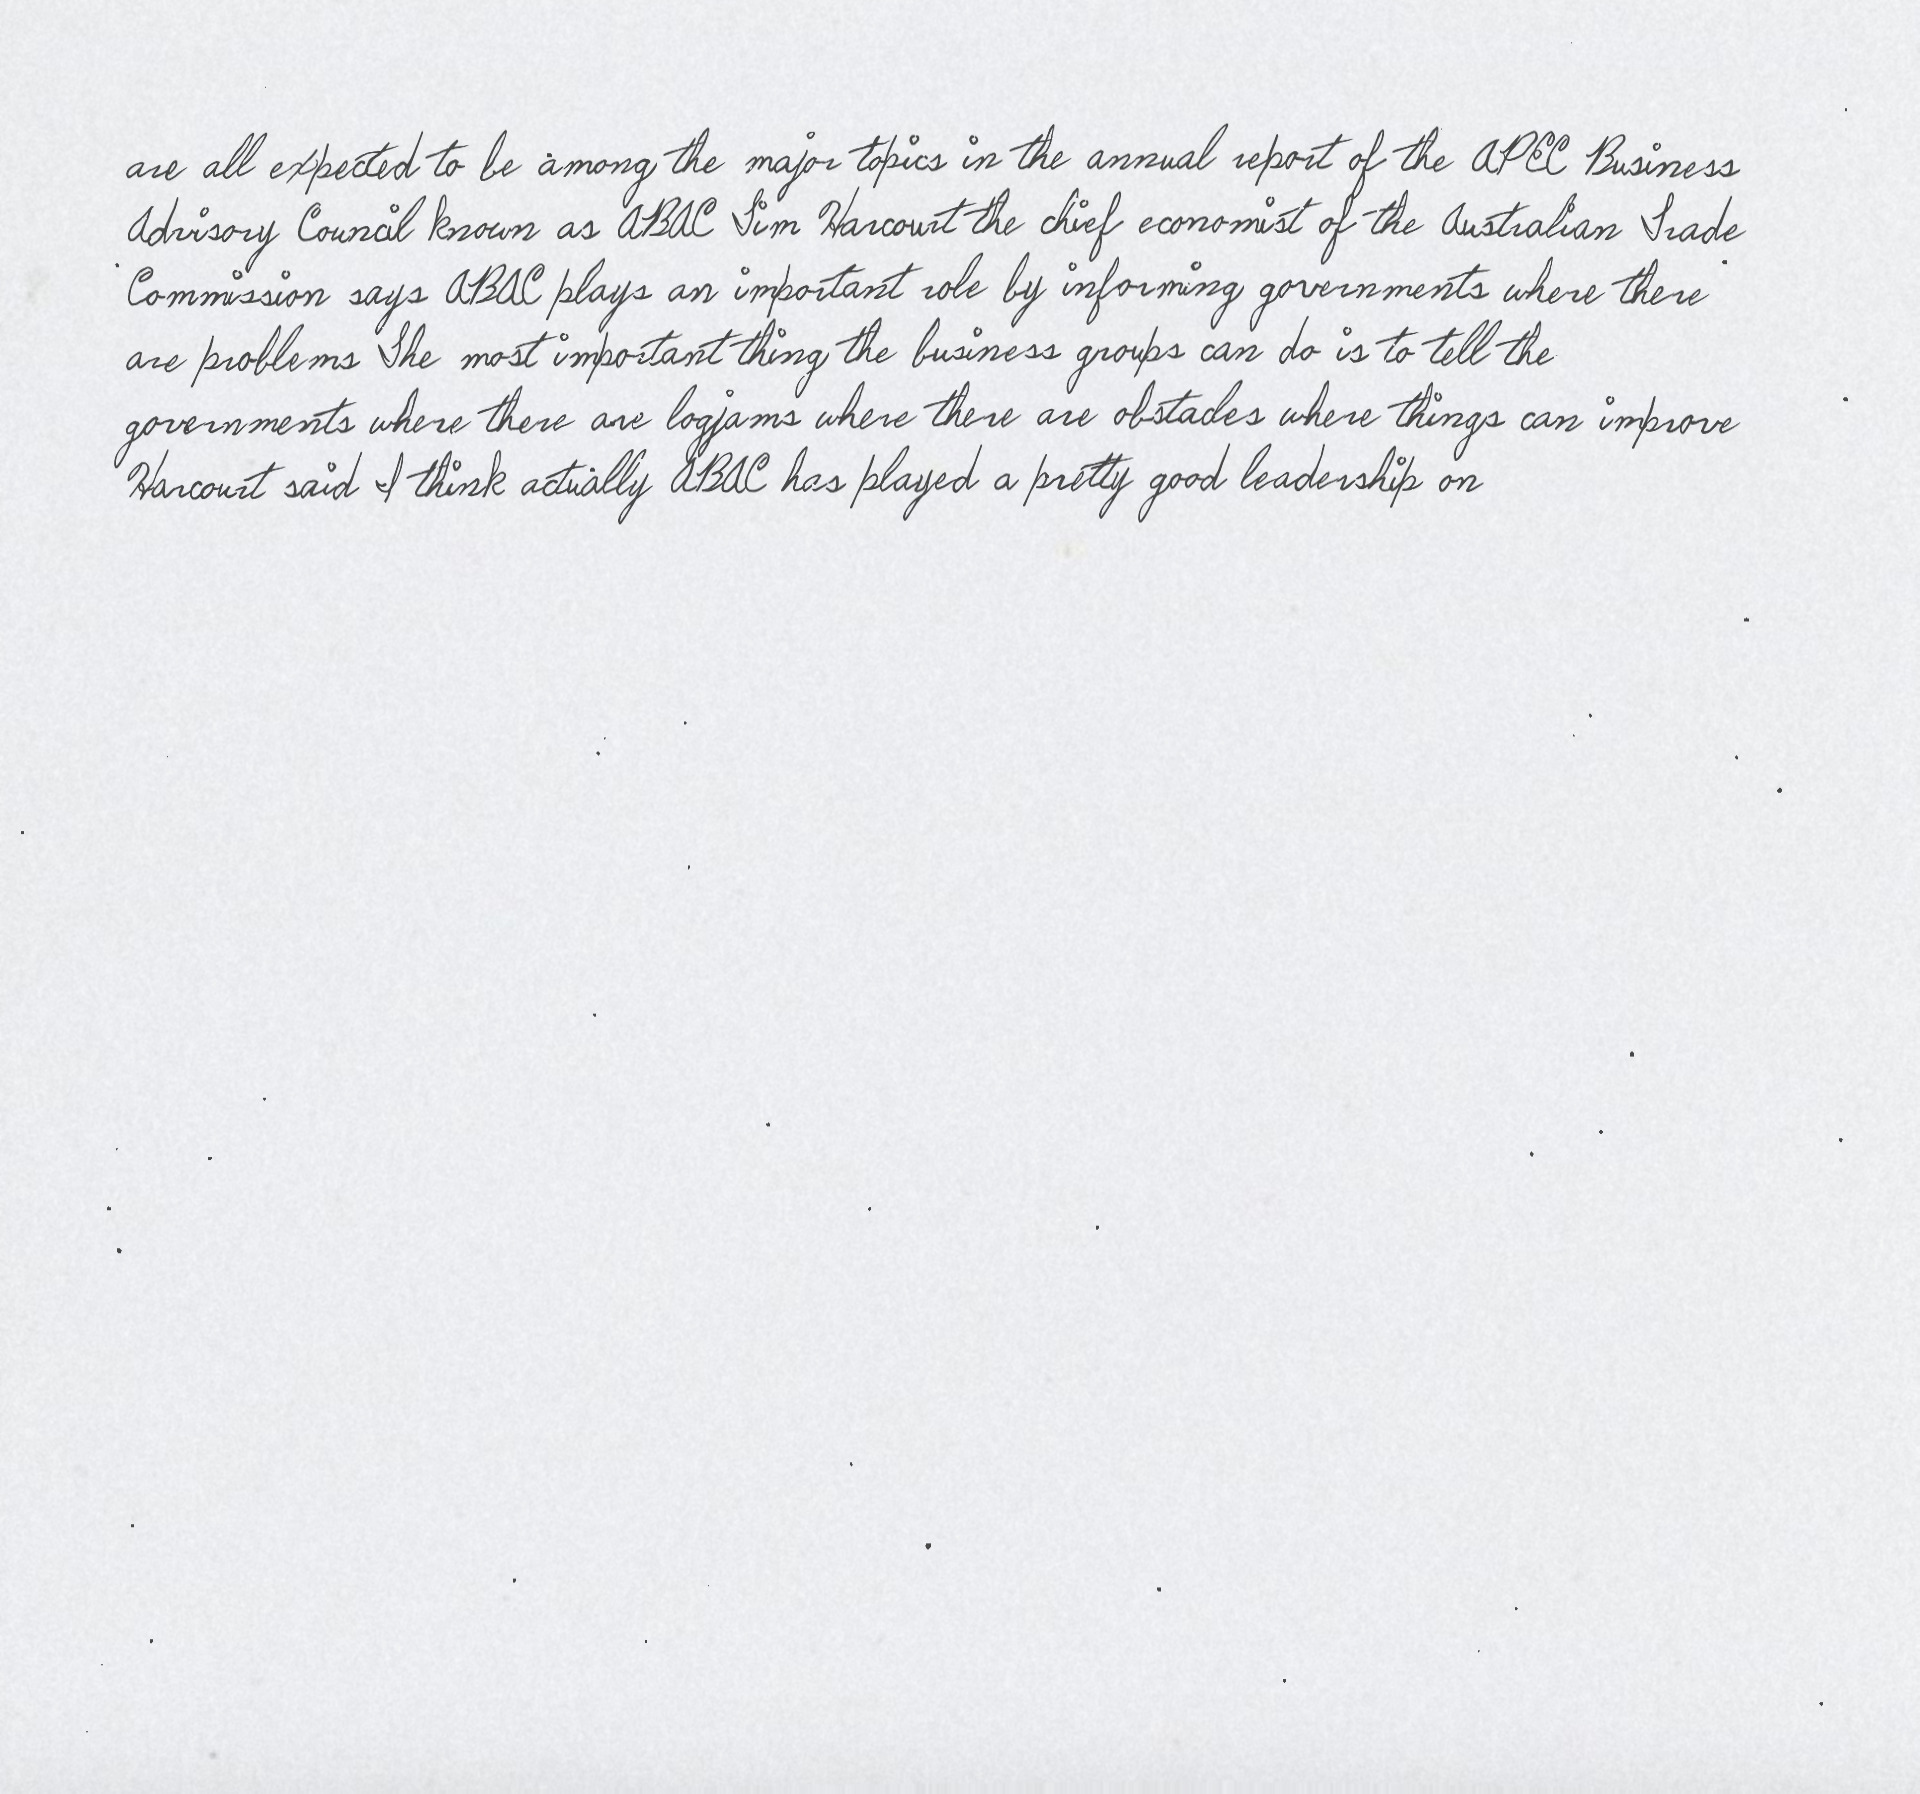 are all expected to be among the major topics in the annual report of the APEC Business
Advisory Council known as ABAC Tim Harcourt the chief economist of the Australian Trade
Commission says ABAC plays an important role by informing governments where there
are problems The most important thing the business groups can do is to tell the
governments where there are logjams where there are obstacles where things can improve
Harcourt said I think actually ABAC has played a pretty good leadership on